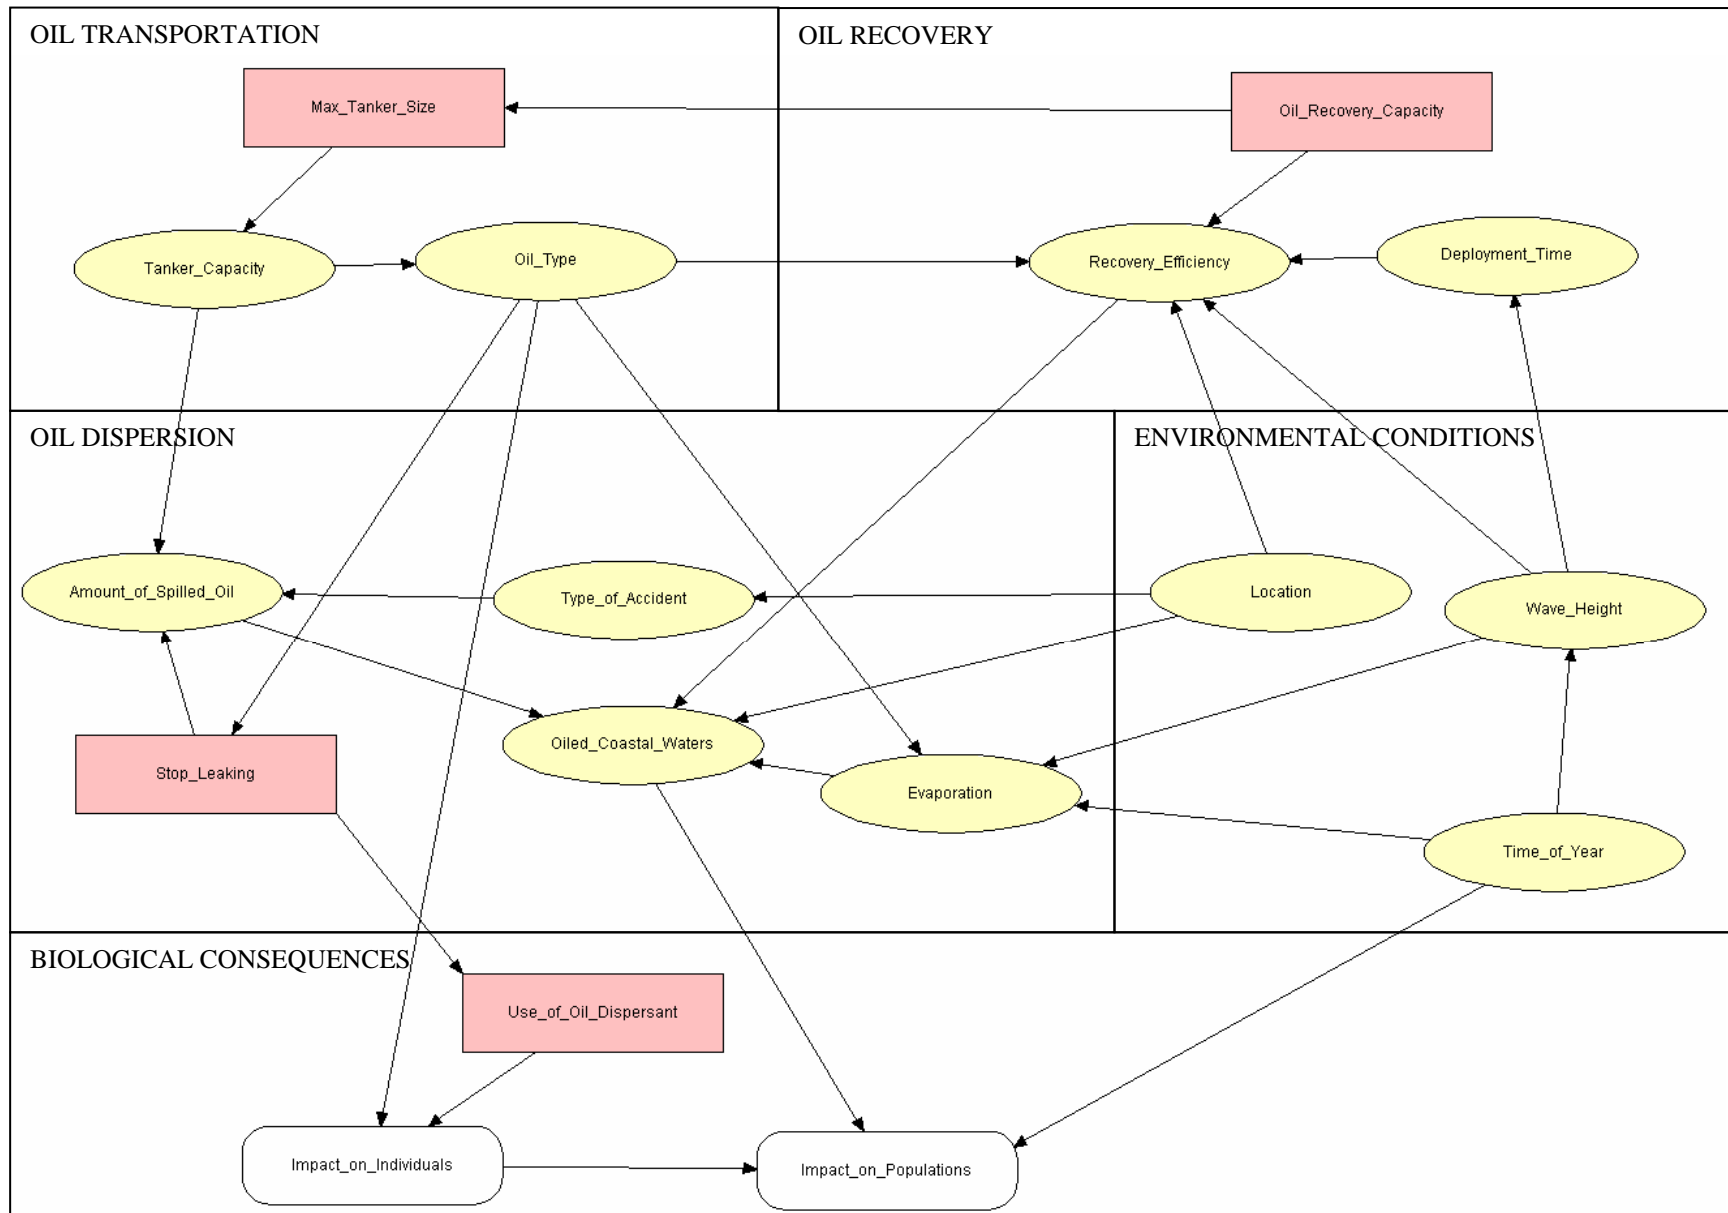 OIL TRANSPORTATION
OIL RECOVERY
Max_Tanker_Size
Oil_Recovery_Capacity
Tanker_Capacity
Oil_Type
Recovery_Efficiency
Deployment_Time
OIL DISPERSION
ENVIRONMENTAL CONDITIONS
Amount_of_Spilled_Oil
Type_of_Accident
Location
Wave_Height
Stop_Leaking
Oiled_Coastal_Waters
Evaporation
Time_of_Year
BIOLOGICAL CONSEQUENCES
Use_of_Oil_Dispersant
Impact_on_Individuals
Impact_on_Populations